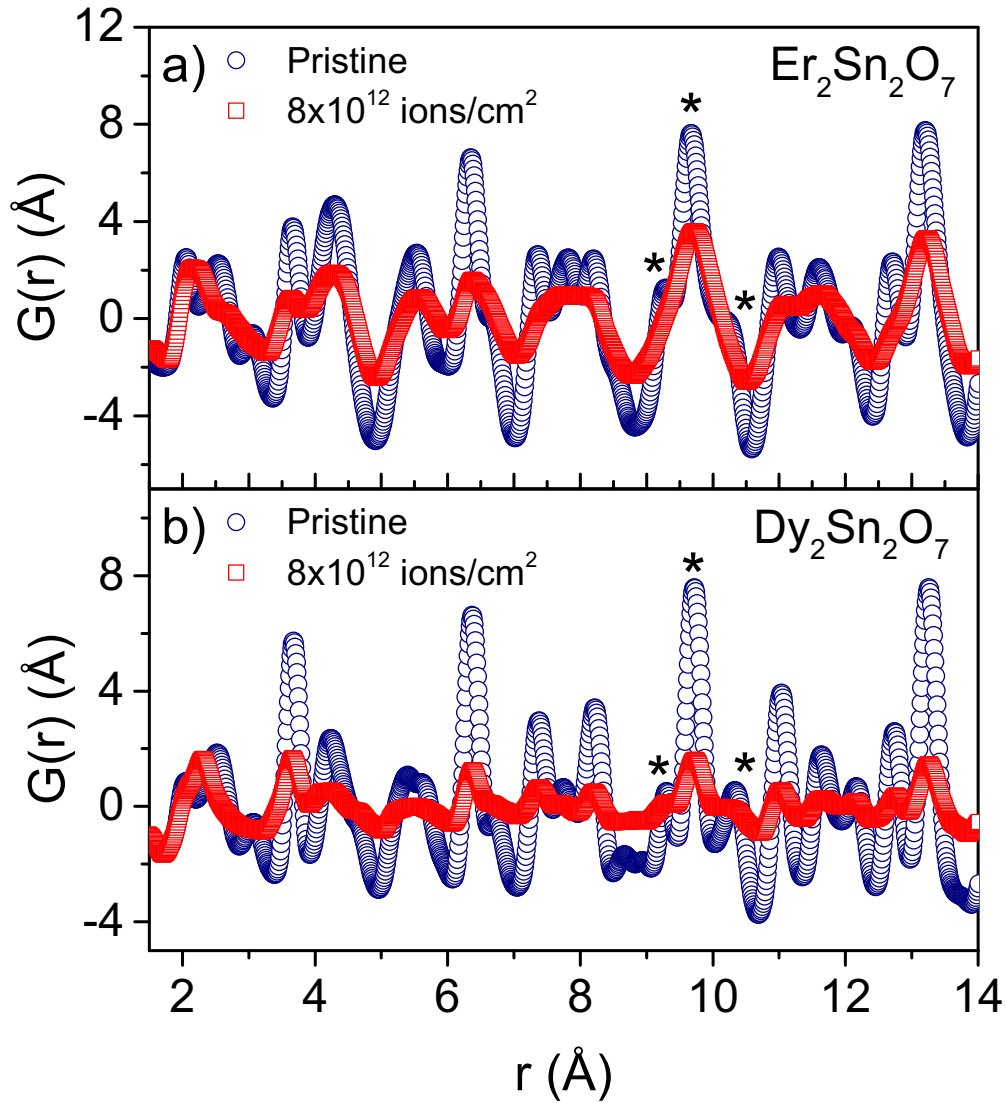 a)
Pristine
8x10¹² ions/cm²
Er₂Sn₂O₇
*
*
*
12
8
4
0
-4
G(r) (Å)
b)
Pristine
8x10¹² ions/cm²
Dy₂Sn₂O₇
*
*
*
8
4
0
-4
G(r) (Å)
2 4 6 8 10 12 14
r (Å)